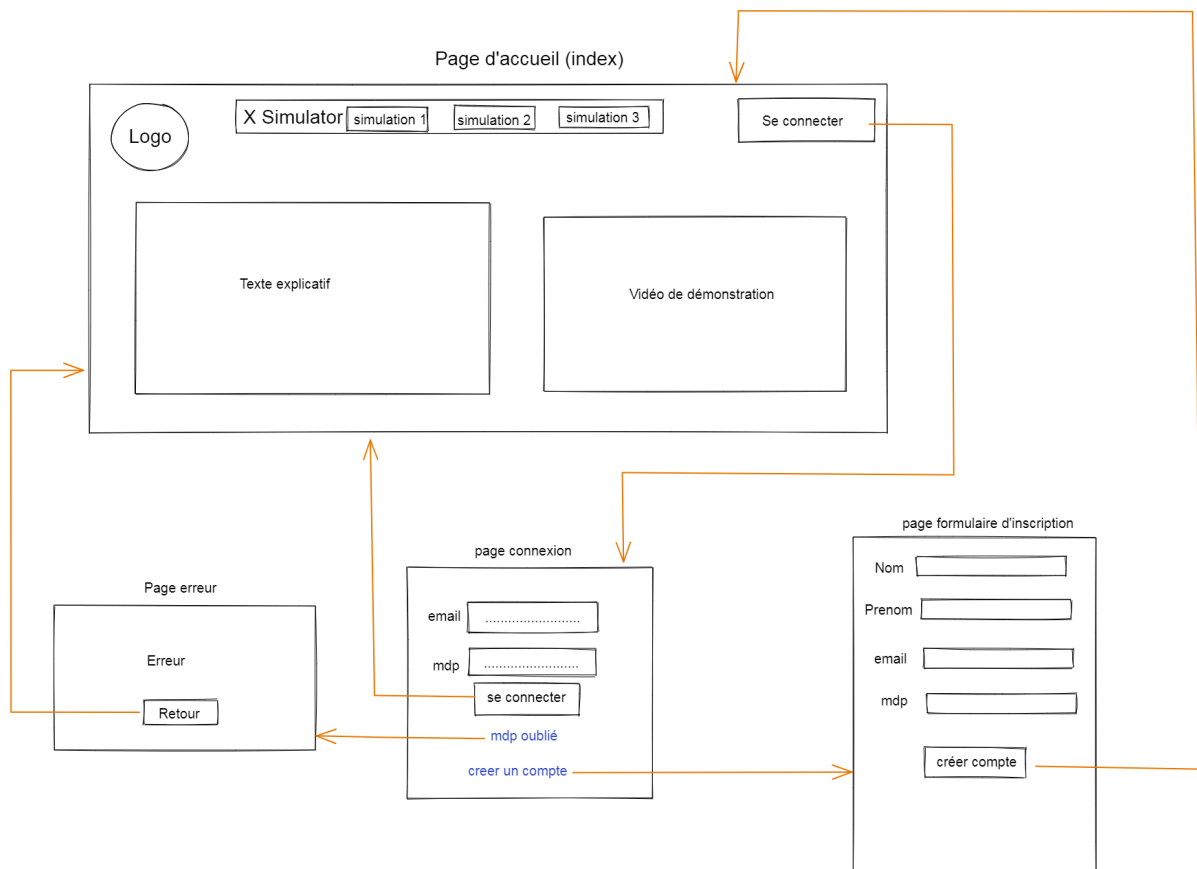 Page d'accueil (index)
Logo
X Simulator
simulation 1
simulation 2
simulation 3
Se connecter
Texte explicatif
Vidéo de démonstration
page formulaire d'inscription
Nom
Prenom
email
mdp
créer compte
page connexion
email
........................
mdp
........................
se connecter
mdp oublié
creer un compte
Page erreur
Erreur
Retour